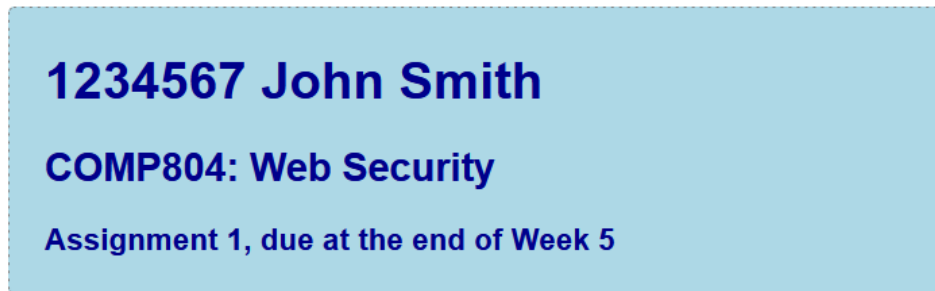 1234567 John Smith
COMP804: Web Security
Assignment 1, due at the end of Week 5